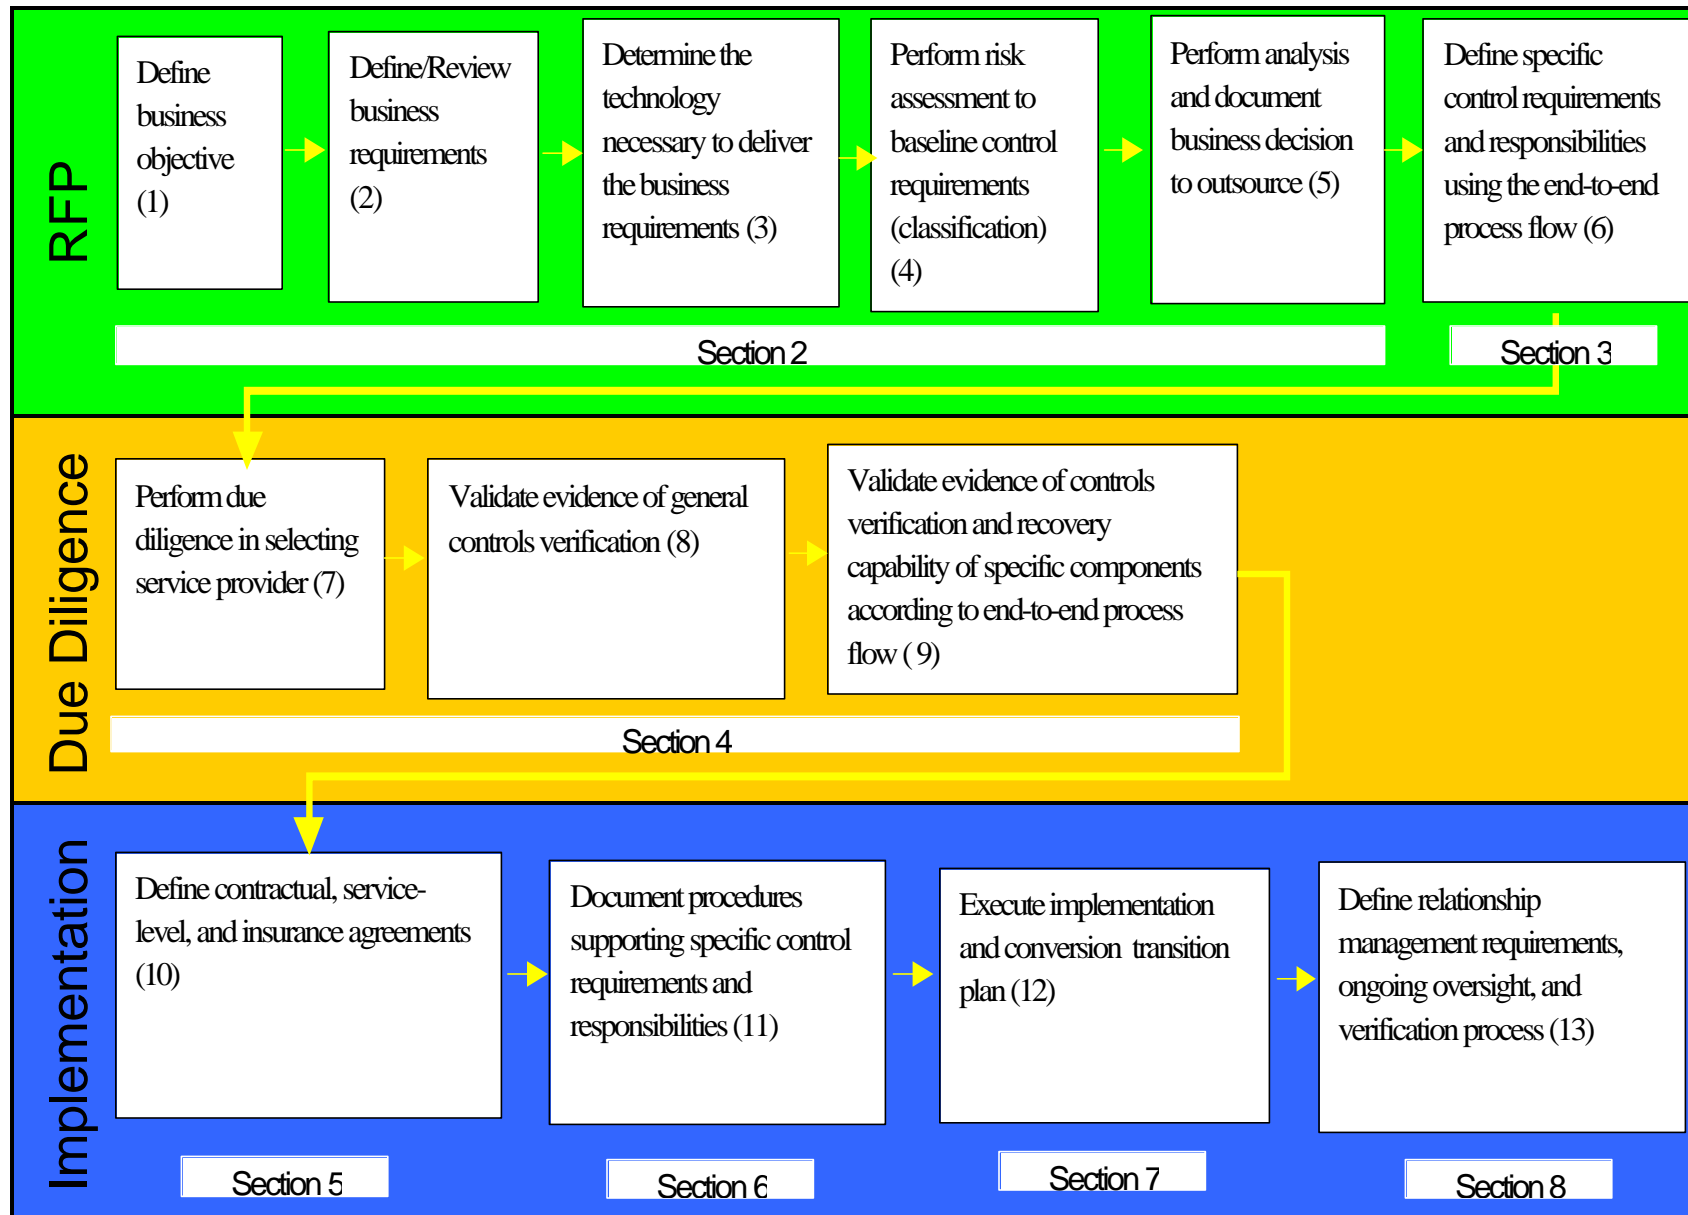 RFP
Define
business
objective
(1)
Define/Review
business
requirements
(2)
Determine the
technology
necessary to deliver
the business
requirements (3)
Perform risk
assessment to
baseline control
requirements
(classification)
(4)
Perform analysis
and document
business decision
to outsource (5)
Define specific
control requirements
and responsibilities
using the end-to-end
process flow (6)
Section 2
Section 3
Due Diligence
Perform due
diligence in selecting
service provider (7)
Validate evidence of general
controls verification (8)
Validate evidence of controls
verification and recovery
capability of specific components
according to end-to-end process
flow ( 9)
Section 4
Implementation
Define contractual, service-
level, and insurance agreements
(10)
Document procedures
supporting specific control
requirements and
responsibilities (11)
Execute implementation
and conversion transition
plan (12)
Define relationship
management requirements,
ongoing oversight, and
verification process (13)
Section 5
Section 6
Section 7
Section 8